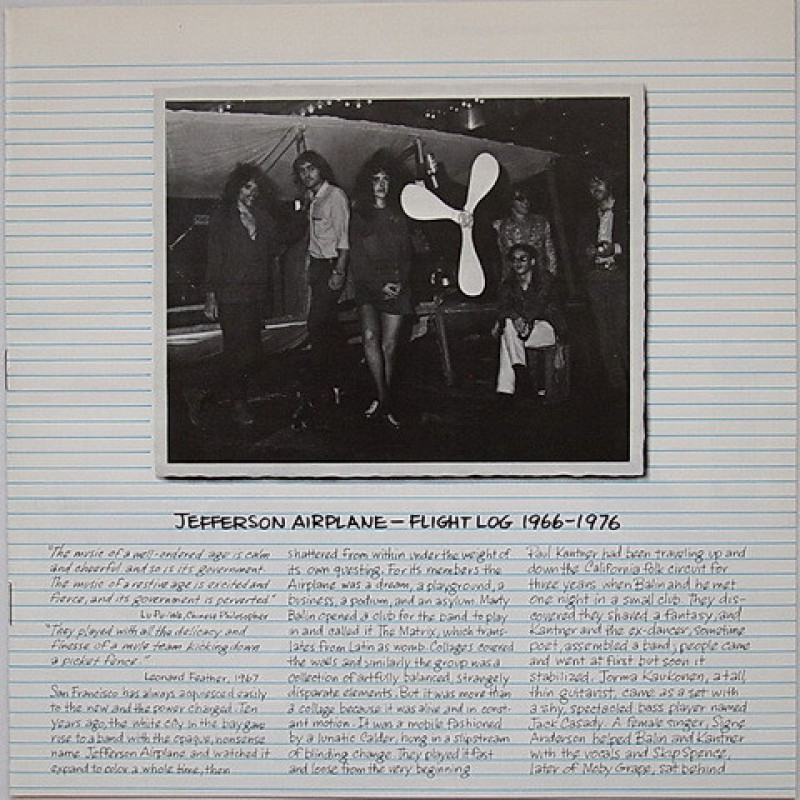 JEFFERSON AIRPLANE — FLIGHT LOG 1966-1976
"The music of a well-ordered age is calm
and cheerful and so is its government.
The music of a restive age is excited and
fierce, and its government is perverted"
Lu Pu-We, Chinese Philosopher
"They played with all the delicacy and
finesse of a mule team kicking down
a picket fence."
Leonard Feather, 1967
San Francisco has always acquiesced easily
to the new and the power charged. Ten
years ago, the white city in the bay gave
rise to a band with the opaque, nonsense
name Jefferson Airplane and watched it
expand to color a whole time, then
shattered from within under the weight of
its own questing. For its members the
Airplane was a dream, a playground, a
business, a podium, and an asylum. Marty
Balin opened a club for the band to play
in and called it The Matrix, which trans-
lates from Latin as womb. Collages covered
the walls and similarly the group was a
collection of artfully balanced, strangely
disparate elements. But it was more than
a collage because it was alive and in const-
ant motion. It was a mobile fashioned
by a lunatic Calder, hung in a slipstream
of blinding change. They played it fast
and loose from the very beginning
Paul Kantner had been traveling up and
down the California folk circuit for
three years when Balin and he met
one night in a small club. They dis-
covered they shared a fantasy, and
Kantner and the ex-dancer, sometime
poet, assembled a band; people came
and went at first but soon it
stabilized. Jorma Kaukonen, a tall,
thin guitarist, came as a set with
a shy, spectacled bass player named
Jack Casady. A female singer, Signe
Anderson helped Balin and Kantner
with the vocals and Skip Spence,
later of Moby Grape, sat behind